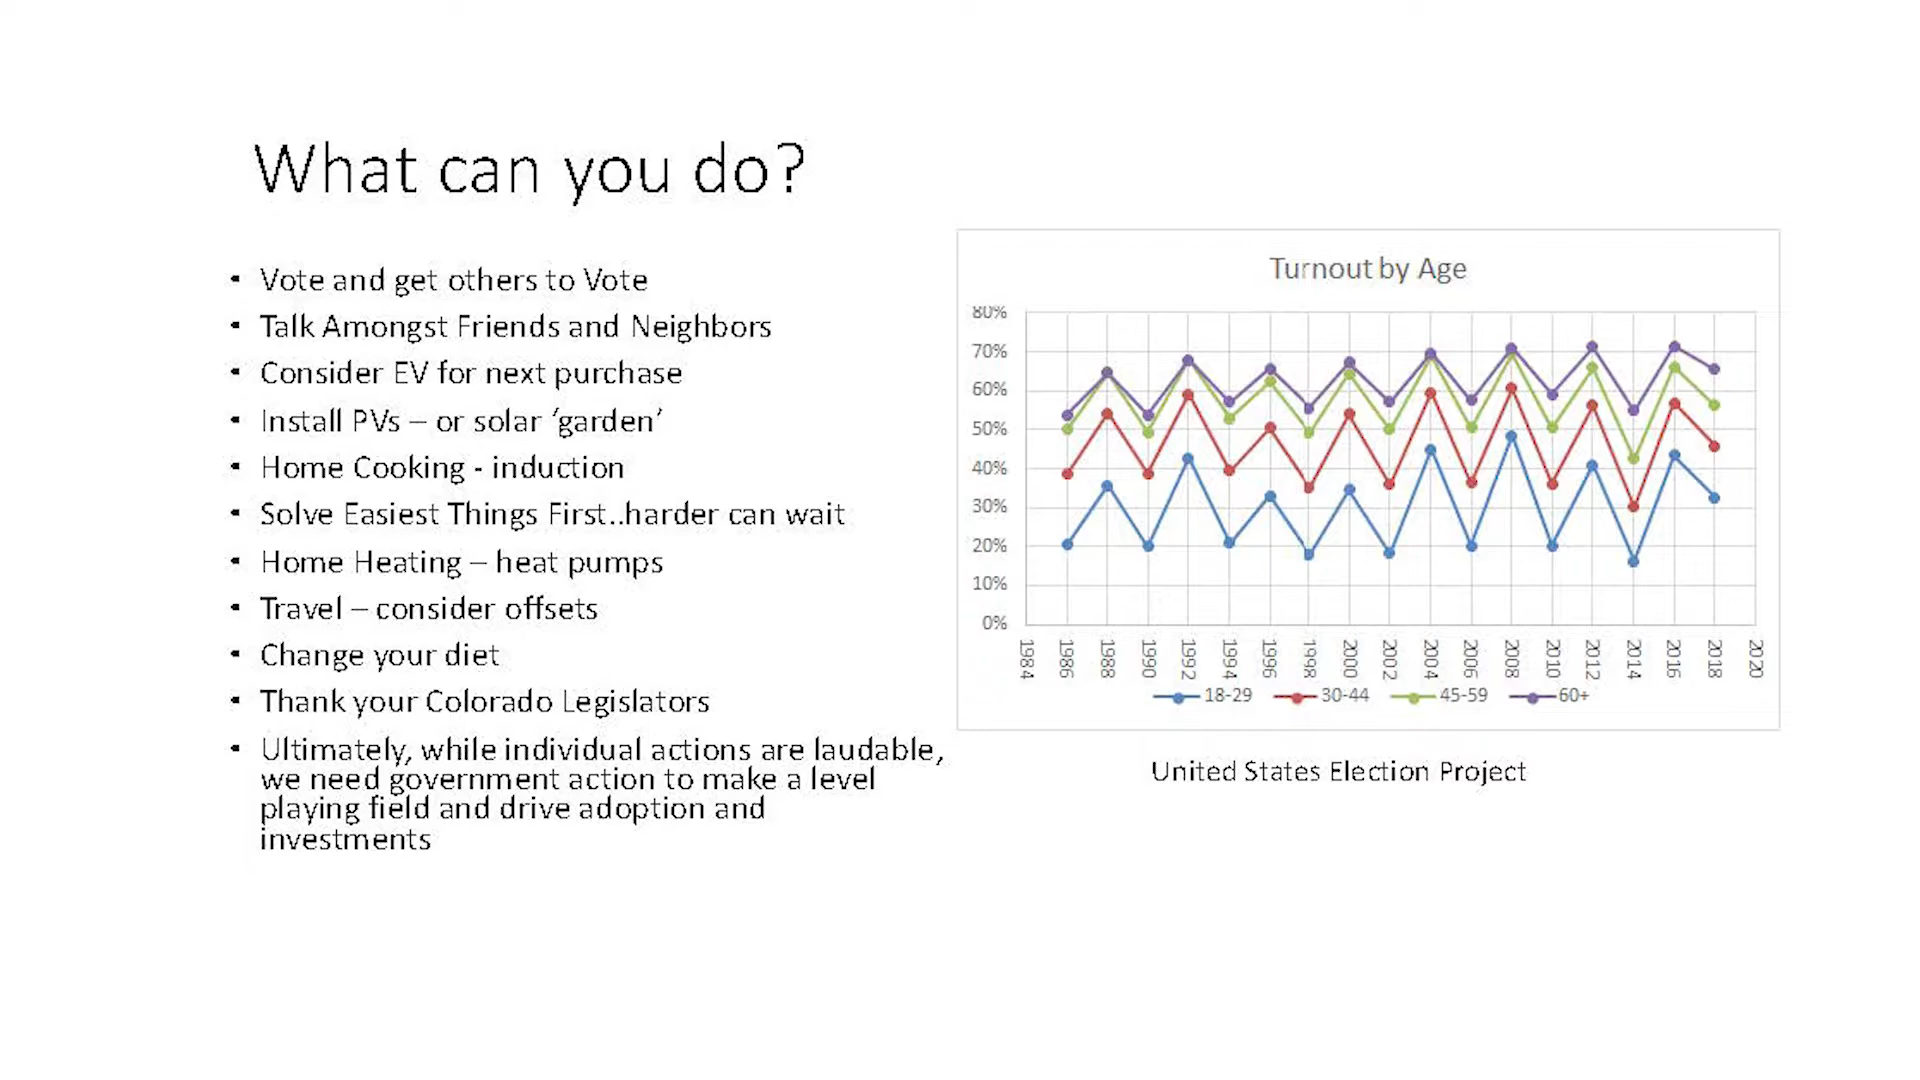 What can you do?
▪ Vote and get others to Vote
▪ Talk Amongst Friends and Neighbors
▪ Consider EV for next purchase
▪ Install PVs – or solar ‘garden’
▪ Home Cooking - induction
▪ Solve Easiest Things First..harder can wait
▪ Home Heating – heat pumps
▪ Travel – consider offsets
▪ Change your diet
▪ Thank your Colorado Legislators
▪ Ultimately, while individual actions are laudable,
we need government action to make a level
playing field and drive adoption and
investments
Turnout by Age
80%
70%
60%
50%
40%
30%
20%
10%
0%
1984 1986 1988 1990 1992 1994 1996 1998 2000 2002 2004 2006 2008 2010 2012 2014 2016 2018 2020
18-29 30-44 45-59 60+
United States Election Project